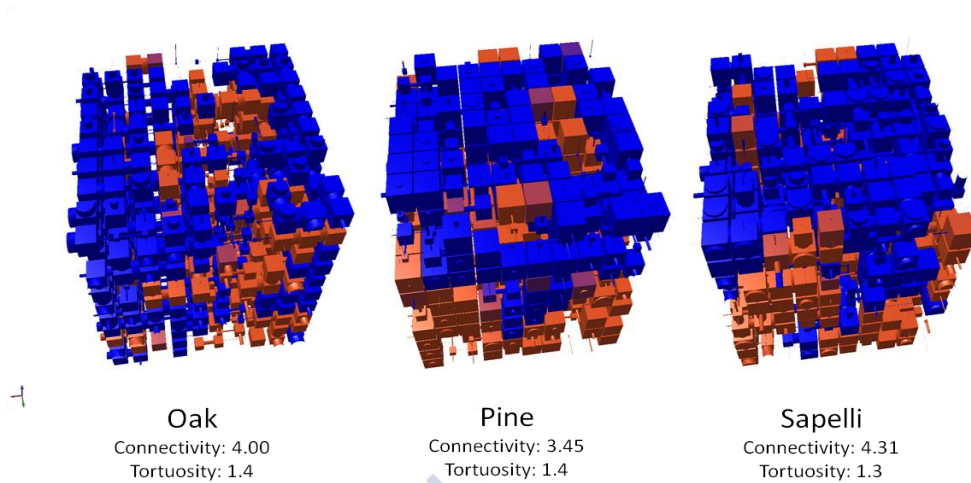 Oak
Connectivity: 4.00
Tortuosity: 1.4
Pine
Connectivity: 3.45
Tortuosity: 1.4
Sapelli
Connectivity: 4.31
Tortuosity: 1.3